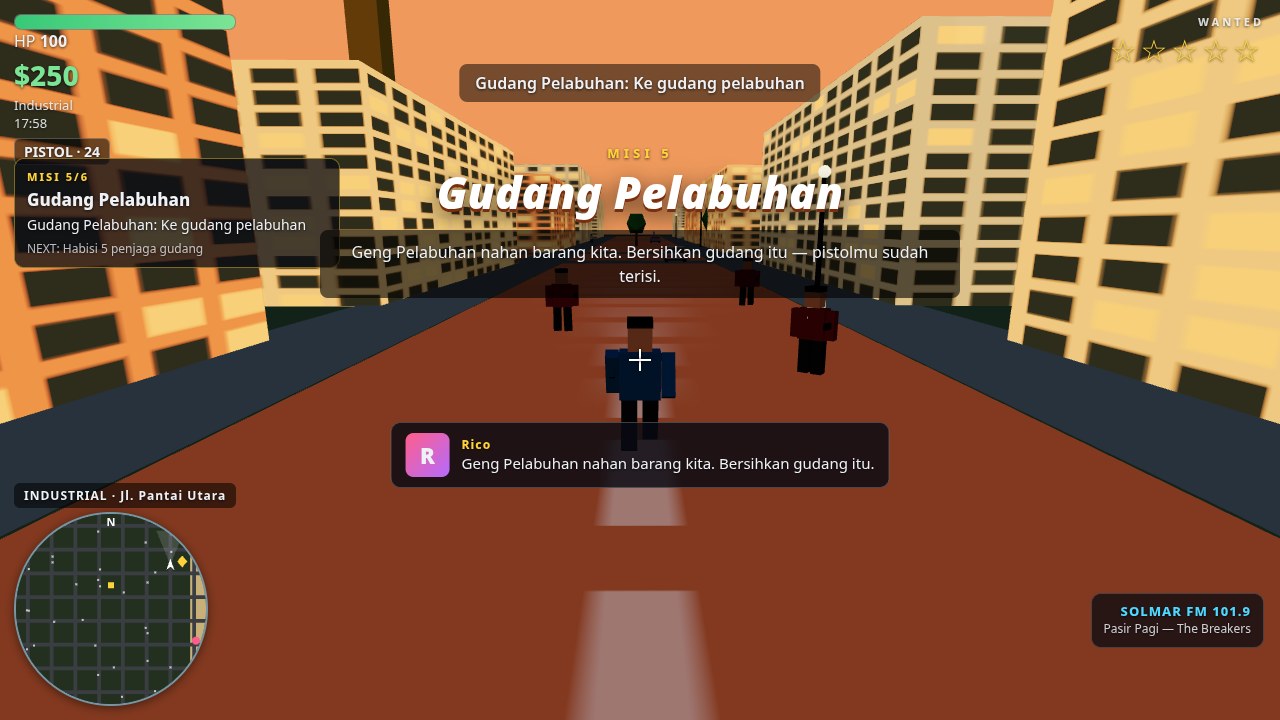 HP 100
$250
Industrial
17:58
PISTOL · 24
MISI 5/6
Gudang Pelabuhan
Gudang Pelabuhan: Ke gudang pelabuhan
NEXT: Habisi 5 penjaga gudang
Gudang Pelabuhan: Ke gudang pelabuhan
WANTED
MISI 5
Gudang Pelabuhan
Geng Pelabuhan nahan barang kita. Bersihkan gudang itu — pistolmu sudah
terisi.
R
Rico
Geng Pelabuhan nahan barang kita. Bersihkan gudang itu.
INDUSTRIAL · Jl. Pantai Utara
N
SOLMAR FM 101.9
Pasir Pagi — The Breakers